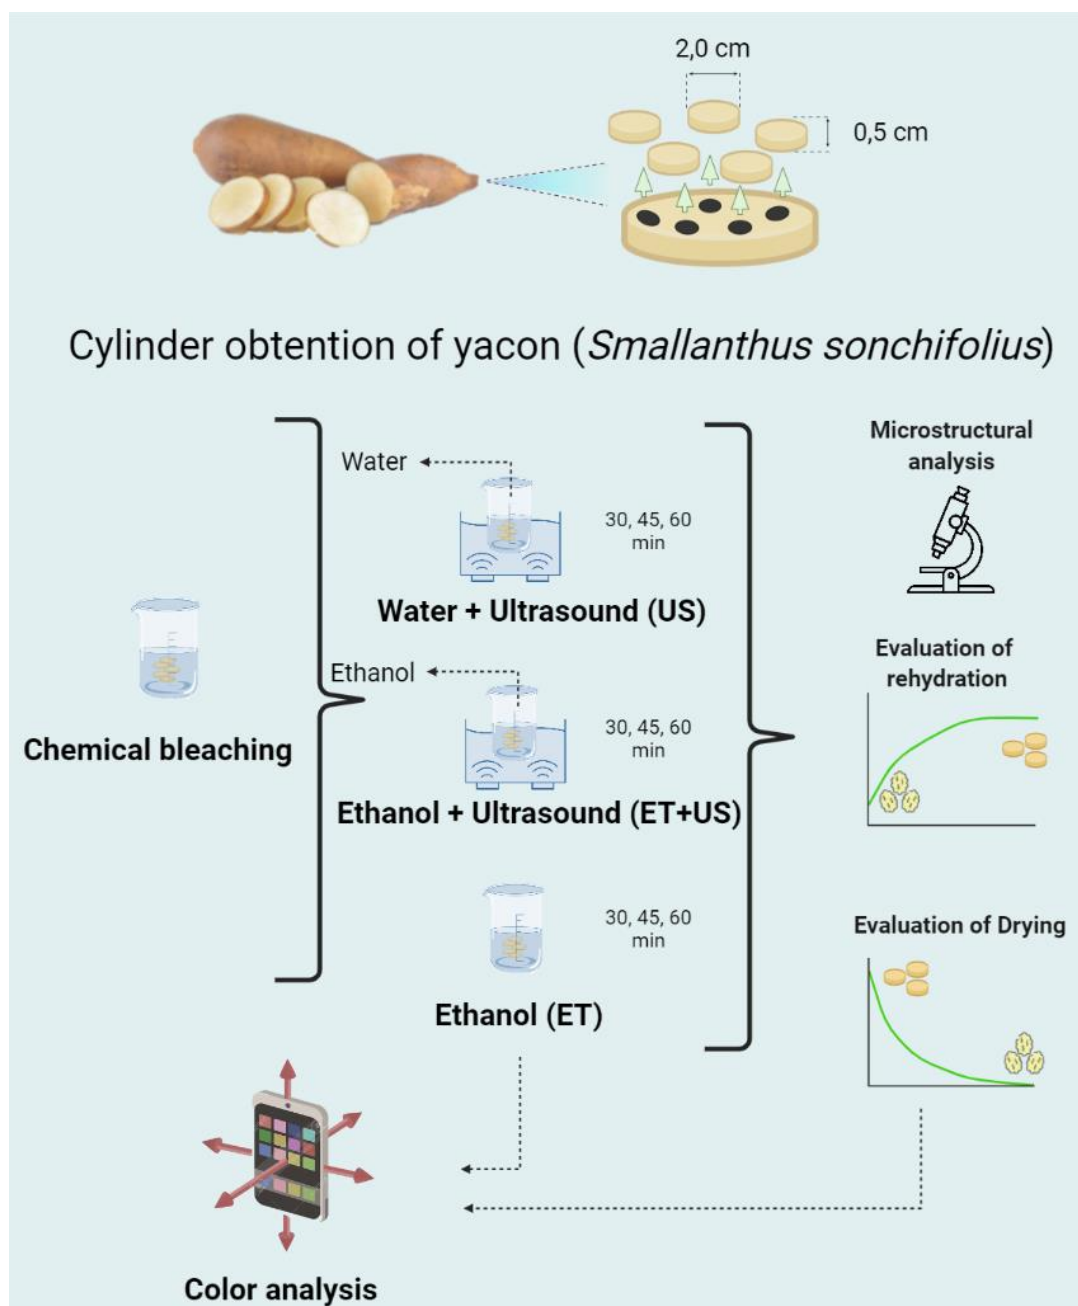 2,0 cm
0,5 cm
Cylinder obtention of yacon (Smallanthus sonchifolius)
Chemical bleaching
Water
30, 45, 60
min
Water + Ultrasound (US)
Ethanol
30, 45, 60
min
Ethanol + Ultrasound (ET+US)
30, 45, 60
min
Ethanol (ET)
Microstructural
analysis
Evaluation of
rehydration
Evaluation of Drying
Color analysis